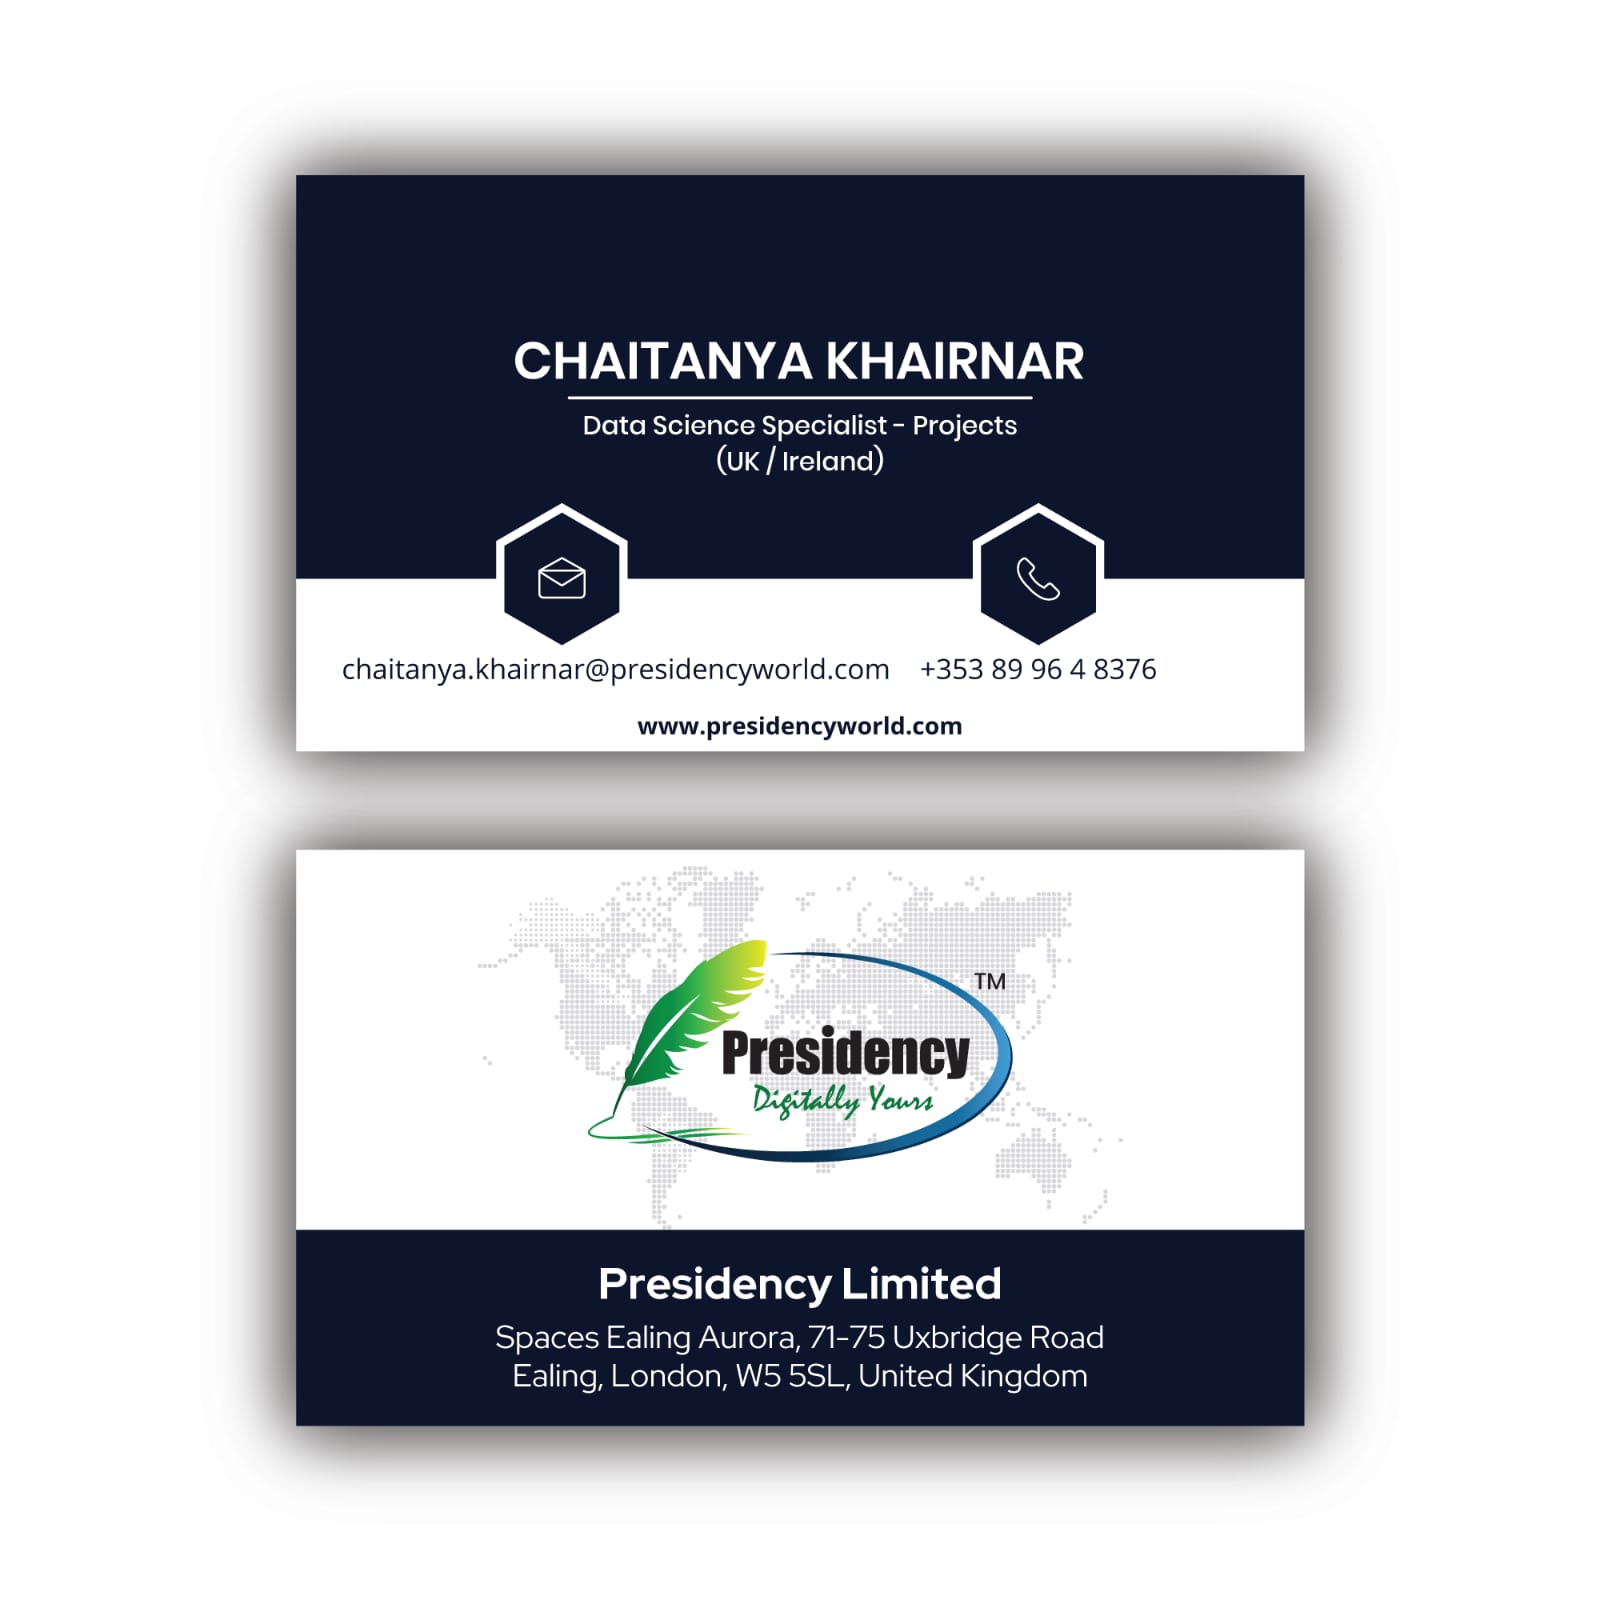 CHAITANYA KHAIRNAR
Data Science Specialist - Projects
(UK / Ireland)
chaitanya.khairnar@presidencyworld.com +353 89 96 4 8376
www.presidencyworld.com
TM
Presidency
Digitally Yours
Presidency Limited
Spaces Ealing Aurora, 71-75 Uxbridge Road
Ealing, London, W5 5SL, United Kingdom